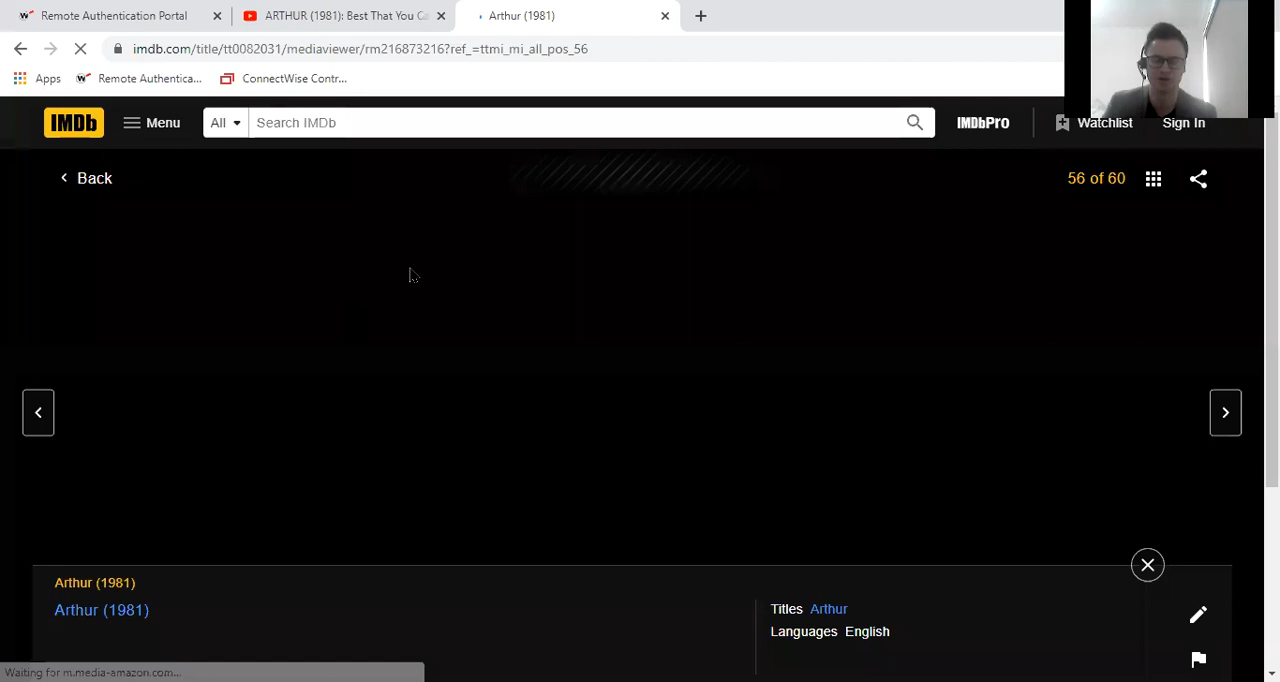 Remote Authentication Portal
ARTHUR (1981): Best That You Ca
Arthur (1981)
imdb.com/title/tt0082031/mediaviewer/rm216873216?ref_=ttmi_mi_all_pos_56
Apps
Remote Authentica...
ConnectWise Contr...
IMDb
Menu
All
Search IMDb
IMDbPRO
Watchlist
Sign In
Back
56 of 60
Arthur (1981)
Arthur (1981)
Titles Arthur
Languages English
Waiting for m.media-amazon.com...